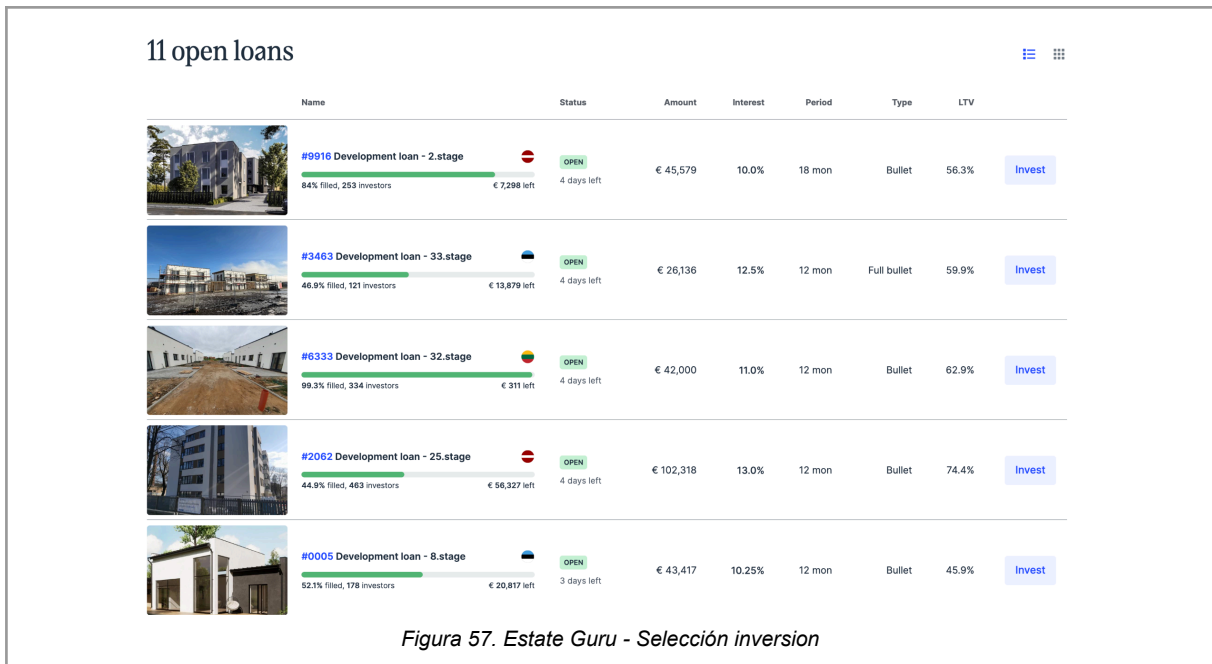 11 open loans
Name Status Amount Interest Period Type LTV
#9916 Development loan - 2.stage
84% filled, 253 investors € 7,298 left
OPEN
4 days left
€ 45,579 10.0% 18 mon Bullet 56.3% Invest
#3463 Development loan - 33.stage
46.9% filled, 121 investors € 13,879 left
OPEN
4 days left
€ 26,136 12.5% 12 mon Full bullet 59.9% Invest
#6333 Development loan - 32.stage
99.3% filled, 334 investors € 311 left
OPEN
4 days left
€ 42,000 11.0% 12 mon Bullet 62.9% Invest
#2062 Development loan - 25.stage
44.9% filled, 463 investors € 56,327 left
OPEN
4 days left
€ 102,318 13.0% 12 mon Bullet 74.4% Invest
#0005 Development loan - 8.stage
52.1% filled, 178 investors € 20,817 left
OPEN
3 days left
€ 43,417 10.25% 12 mon Bullet 45.9% Invest
Figura 57. Estate Guru - Selección inversion